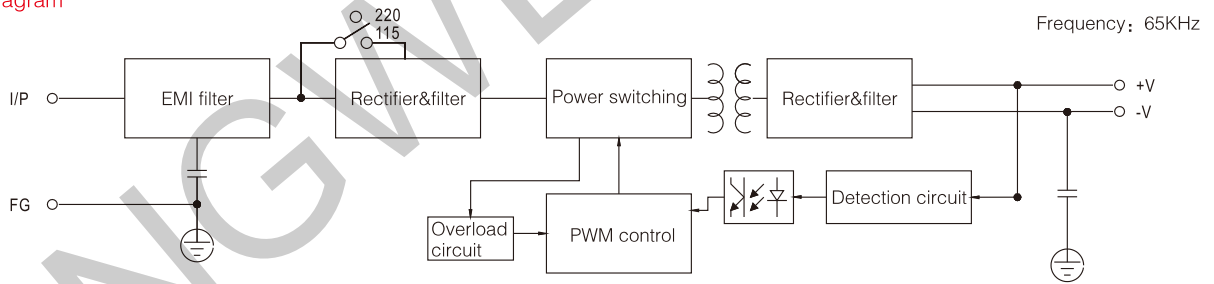 agram
220
115
Frequency: 65KHz
I/P
EMI filter
Rectifier&filter
Power switching
Rectifier&filter
+V
-V
FG
Overload
circuit
PWM control
Detection circuit